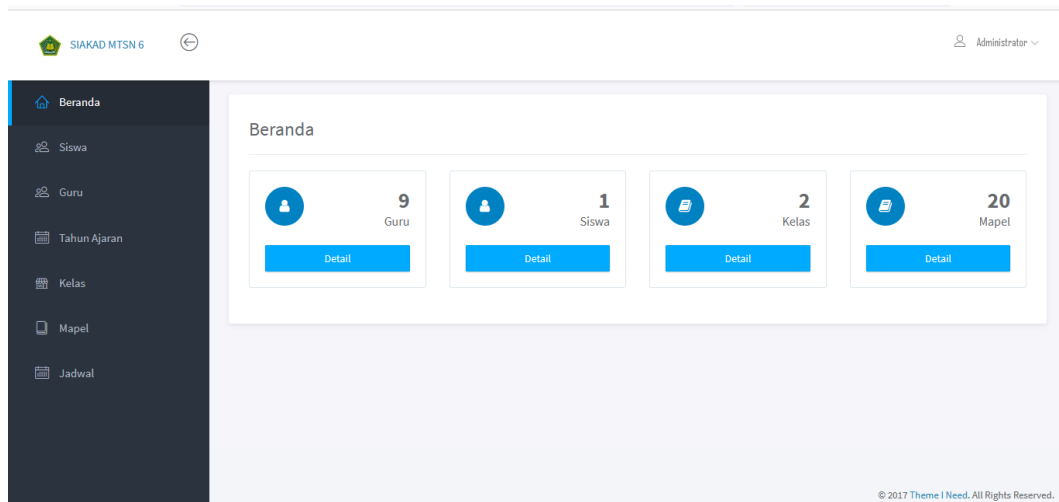 SIAKAD MTSN 6
Administrator
Beranda
Siswa
Guru
Tahun Ajaran
Kelas
Mapel
Jadwal
Beranda
9
Guru
Detail
1
Siswa
Detail
2
Kelas
Detail
20
Mapel
Detail
© 2017 Theme I Need. All Rights Reserved.